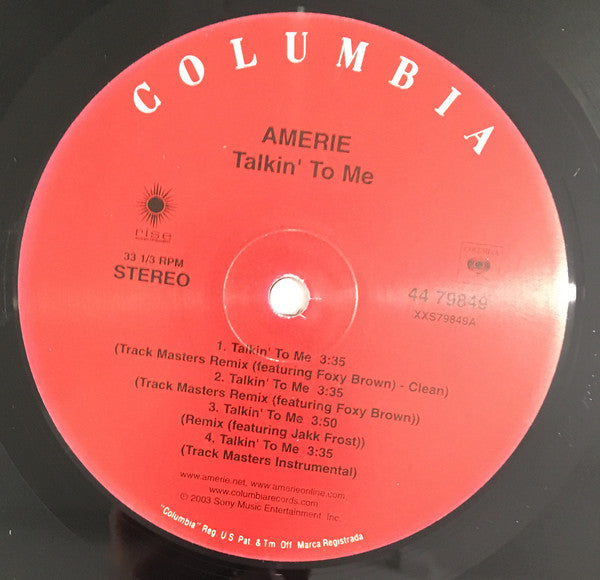 COLUMBIA
AMERIE
Talkin' To Me
rise
33 1/3 RPM
STEREO
COLUMBIA
44 79849
XXS79849A
1. Talkin' To Me 3:35
(Track Masters Remix (featuring Foxy Brown) - Clean)
2. Talkin' To Me 3:35
(Track Masters Remix (featuring Foxy Brown))
3. Talkin' To Me 3:50
(Remix (featuring Jakk Frost))
4. Talkin' To Me 3:35
(Track Masters Instrumental)
www.amerie.net, www.amerieonline.com,
www.columbiarecords.com
© 2003 Sony Music Entertainment Inc.
"Columbia" Reg U S Pat. & Tm Off Marca Registrada